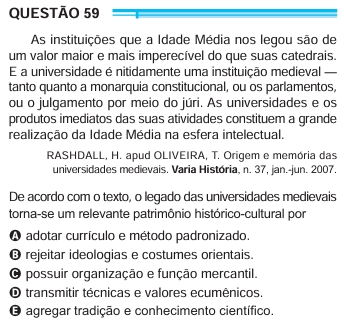 QUESTÃO 59
As instituições que a Idade Média nos legou são de
um valor maior e mais imperecível do que suas catedrais.
E a universidade é nitidamente uma instituição medieval —
tanto quanto a monarquia constitucional, ou os parlamentos,
ou o julgamento por meio do júri. As universidades e os
produtos imediatos das suas atividades constituem a grande
realização da Idade Média na esfera intelectual.
RASHDALL, H. apud OLIVEIRA, T. Origem e memória das
universidades medievais. Varia História, n. 37, jan.-jun. 2007.
De acordo com o texto, o legado das universidades medievais
torna-se um relevante patrimônio histórico-cultural por
A adotar currículo e método padronizado.
B rejeitar ideologias e costumes orientais.
C possuir organização e função mercantil.
D transmitir técnicas e valores ecumênicos.
E agregar tradição e conhecimento científico.